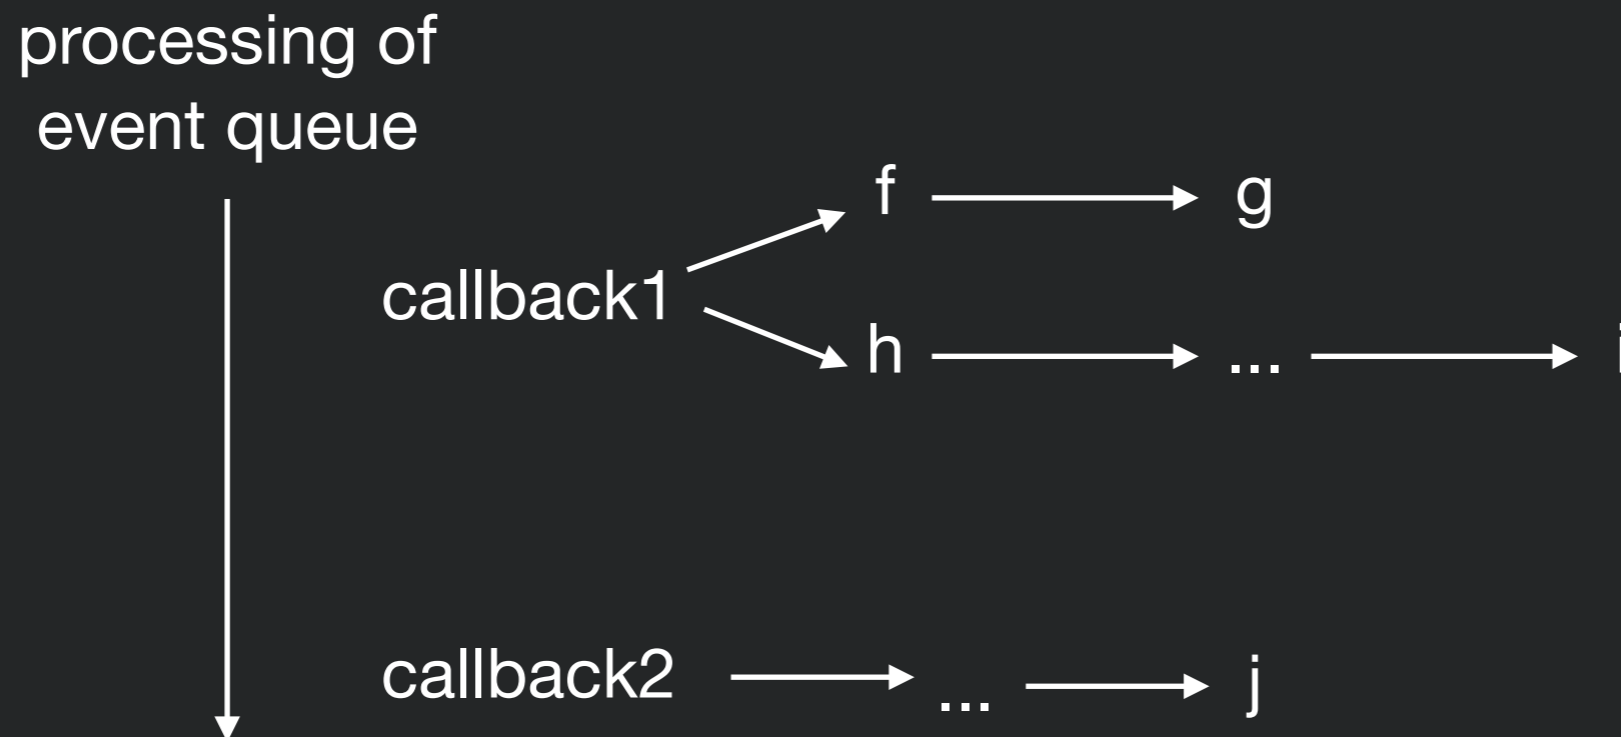 processing of
event queue
f g
callback1
h ...
callback2 ... j